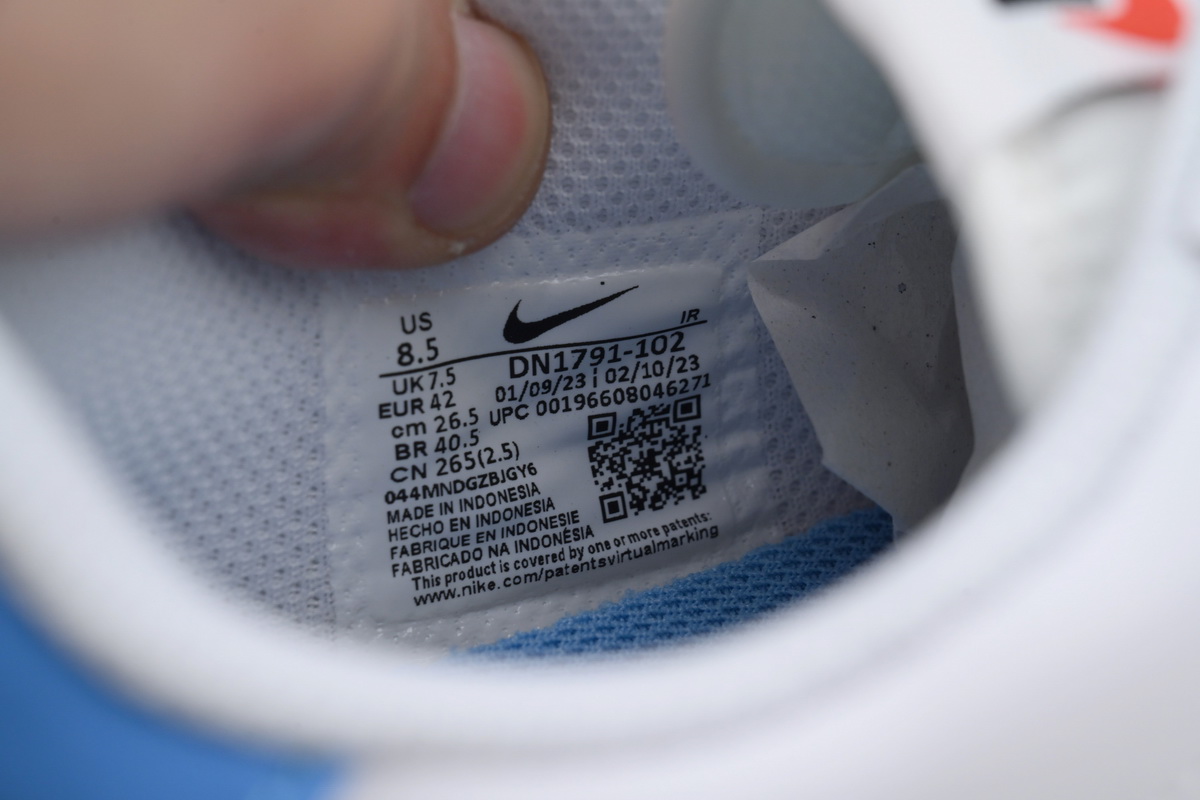 US
8.5
IR
UK 7.5
DN1791-102
EUR 42
01/09/23 | 02/10/23
cm 26.5
UPC 00196608046271
BR 40.5
CN 265(2.5)
044MNDGZBJGY6
MADE IN INDONESIA
HECHO EN INDONESIA
FABRIQUE EN INDONESIE
FABRICADO NA INDONÉSIA
This product is covered by one or more patents:
www.nike.com/patentsvirtualmarking